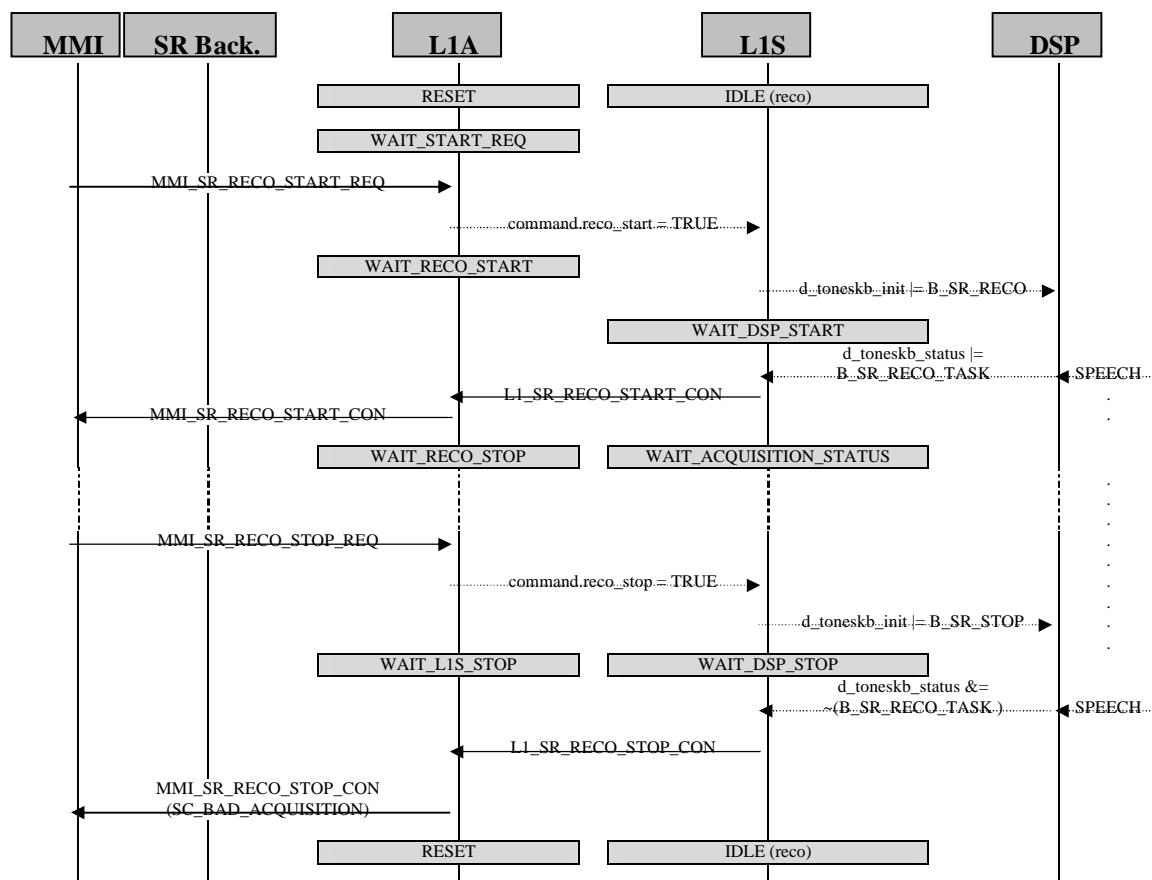 MMI
SR Back.
L1A
L1S
DSP
RESET
IDLE (reco)
WAIT_START_REQ
MMI_SR_RECO_START_REQ
command.reco_start = TRUE
WAIT_RECO_START
d_toneskb_init |= B_SR_RECO
WAIT_DSP_START
d_toneskb_status |=
B_SR_RECO_TASK
SPEECH
L1_SR_RECO_START_CON
MMI_SR_RECO_START_CON
WAIT_RECO_STOP
WAIT_ACQUISITION_STATUS
MMI_SR_RECO_STOP_REQ
command.reco_stop = TRUE
d_toneskb_init |= B_SR_STOP
WAIT_L1S_STOP
WAIT_DSP_STOP
d_toneskb_status &=
~(B_SR_RECO_TASK )
SPEECH
L1_SR_RECO_STOP_CON
MMI_SR_RECO_STOP_CON
(SC_BAD_ACQUISITION)
RESET
IDLE (reco)